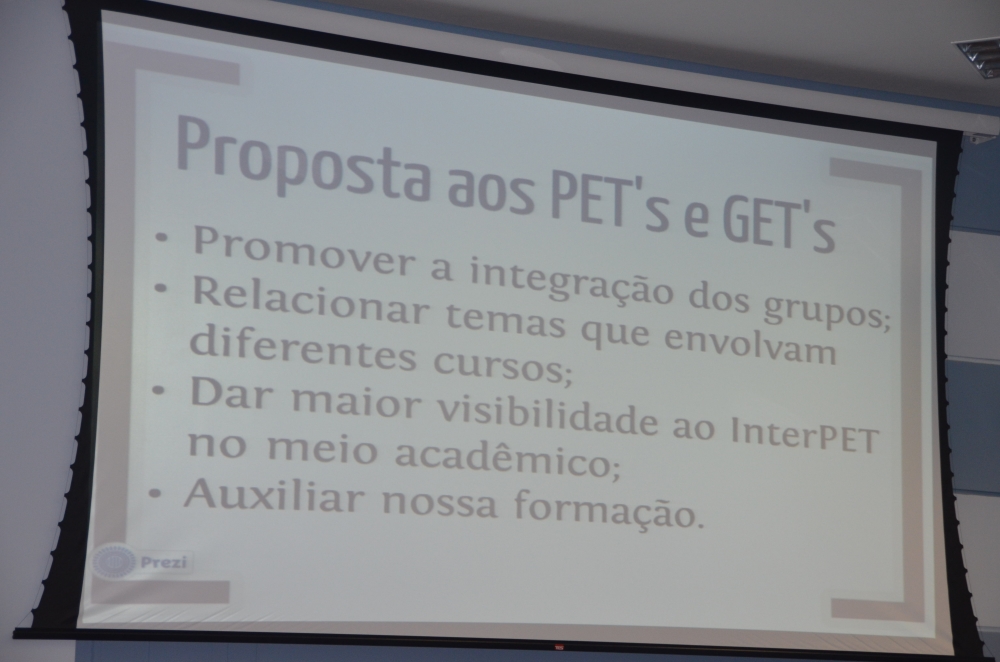 Proposta aos PET's e GET's
• Promover a integração dos grupos;
• Relacionar temas que envolvam
diferentes cursos;
• Dar maior visibilidade ao InterPET
no meio acadêmico;
• Auxiliar nossa formação.
Prezi